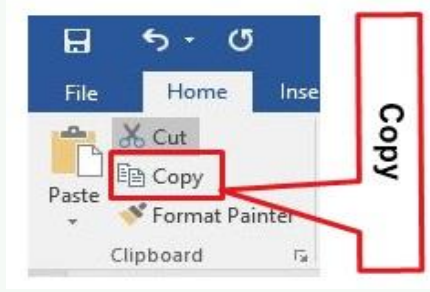 File Home Inse
Cut
Copy
Paste
Format Painter
Clipboard
Copy